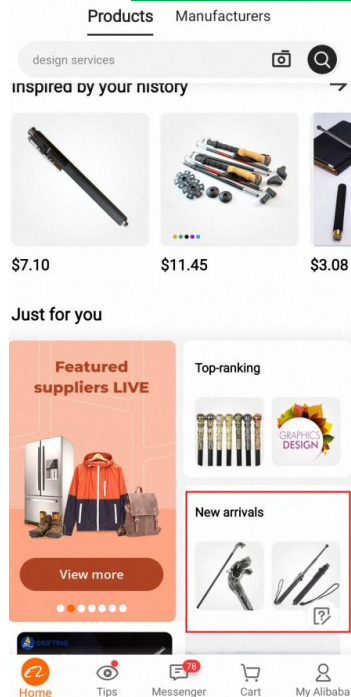 Products Manufacturers
design services
Inspired by your history
$7.10 $11.45 $3.08
Just for you
Featured
suppliers LIVE
Top-ranking
GRAPHICS
DESIGN
New arrivals
View more
DRIFTING
78
Home Tips Messenger Cart My Alibaba